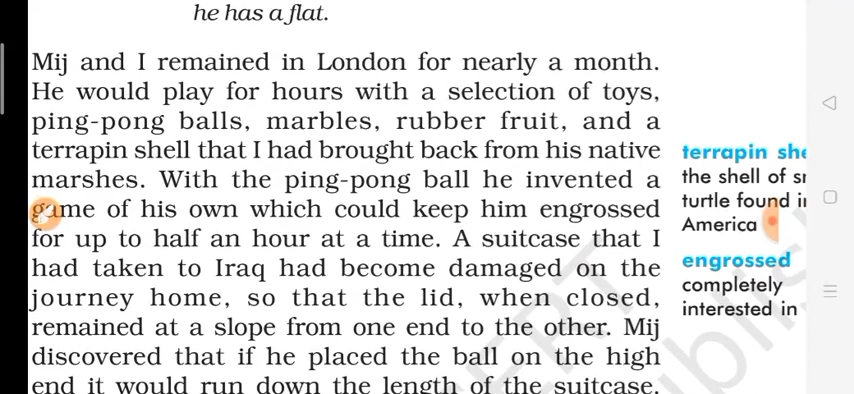 he has a flat.
Mij and I remained in London for nearly a month.
He would play for hours with a selection of toys,
ping-pong balls, marbles, rubber fruit, and a
terrapin shell that I had brought back from his native
marshes. With the ping-pong ball he invented a
game of his own which could keep him engrossed
for up to half an hour at a time. A suitcase that I
had taken to Iraq had become damaged on the
journey home, so that the lid, when closed,
remained at a slope from one end to the other. Mij
discovered that if he placed the ball on the high
end it would run down the length of the suitcase.
terrapin
the shell of
turtle found
America
engrossed
completely
interested in